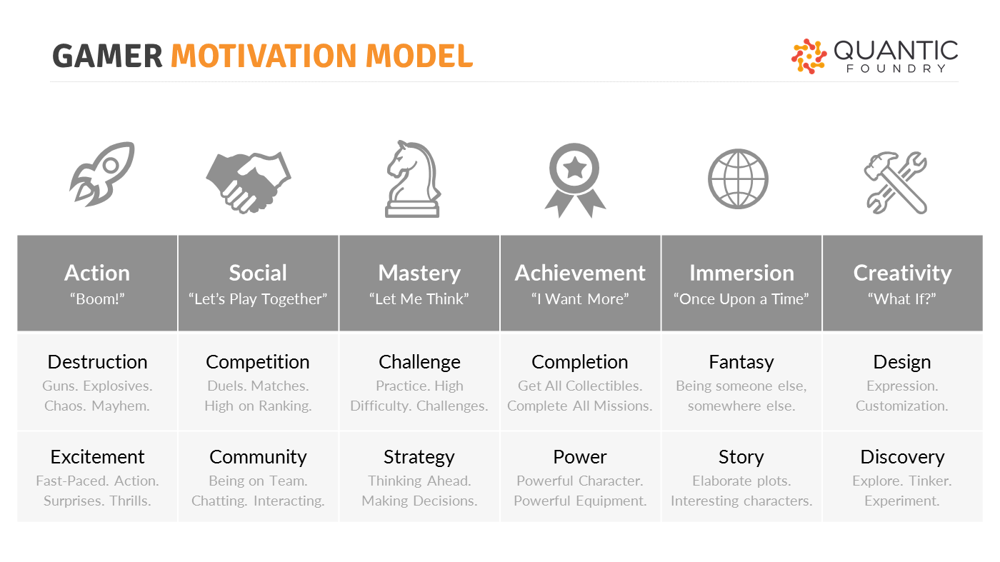 GAMER MOTIVATION MODEL
QUANTIC
FOUNDRY
Action
“Boom!”
Social
“Let’s Play Together”
Mastery
“Let Me Think”
Achievement
“I Want More”
Immersion
“Once Upon a Time”
Creativity
“What If?”
Destruction
Guns. Explosives.
Chaos. Mayhem.
Competition
Duels. Matches.
High on Ranking.
Challenge
Practice. High
Difficulty. Challenges.
Completion
Get All Collectibles.
Complete All Missions.
Fantasy
Being someone else,
somewhere else.
Design
Expression.
Customization.
Excitement
Fast-Paced. Action.
Surprises. Thrills.
Community
Being on Team.
Chatting. Interacting.
Strategy
Thinking Ahead.
Making Decisions.
Power
Powerful Character.
Powerful Equipment.
Story
Elaborate plots.
Interesting characters.
Discovery
Explore. Tinker.
Experiment.